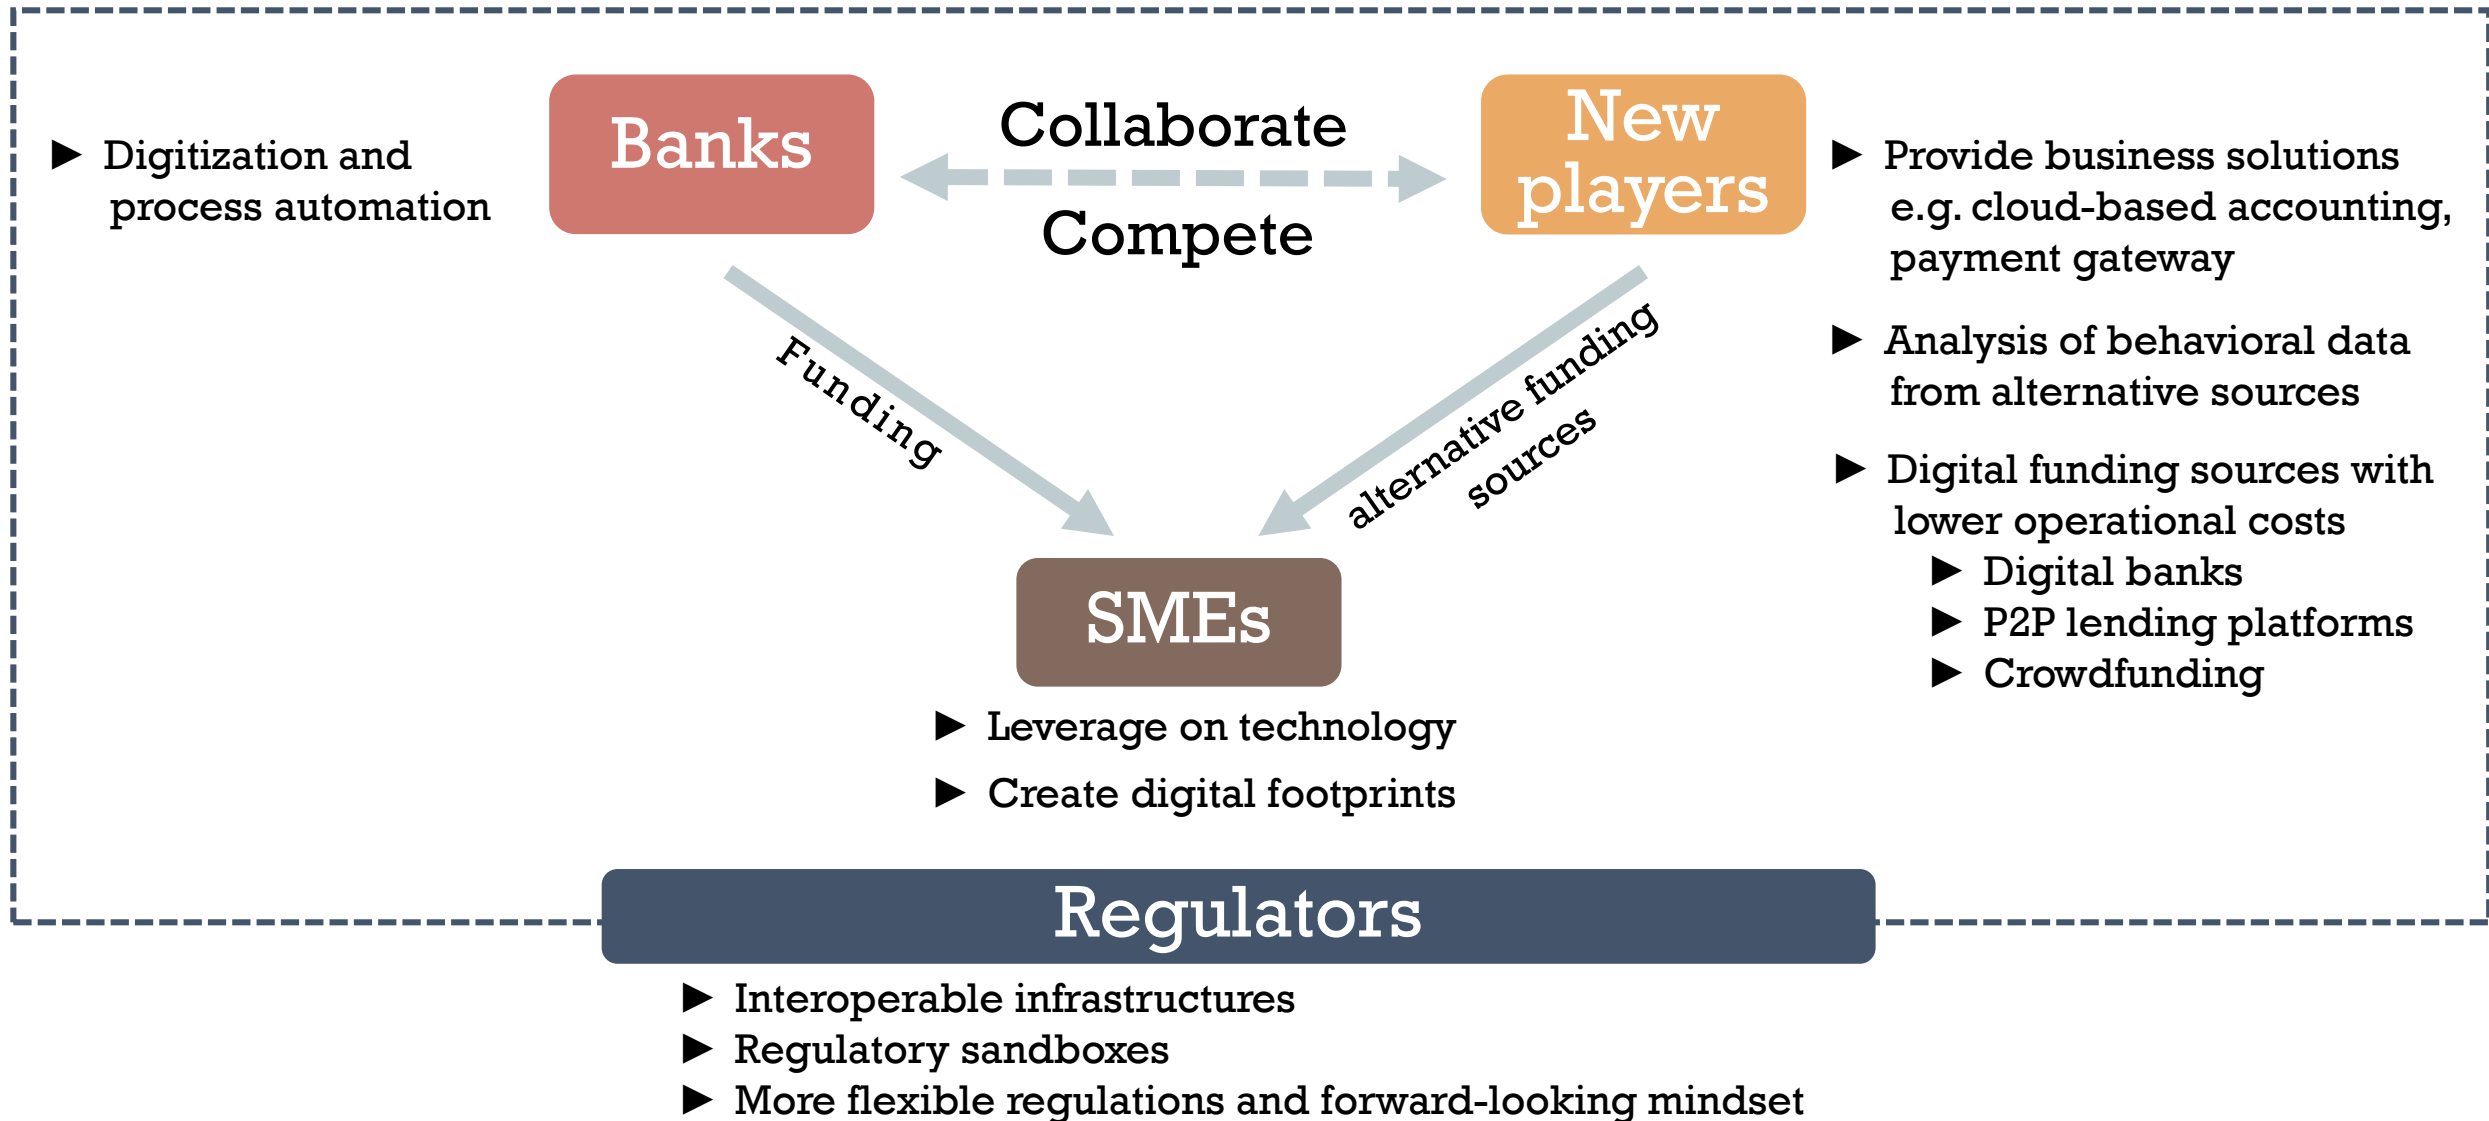 Banks
Collaborate
Compete
New
players
► Digitization and
process automation
► Provide business solutions
e.g. cloud-based accounting,
payment gateway
► Analysis of behavioral data
from alternative sources
► Digital funding sources with
lower operational costs
► Digital banks
► P2P lending platforms
► Crowdfunding
Funding
alternative funding
sources
SMEs
► Leverage on technology
► Create digital footprints
Regulators
► Interoperable infrastructures
► Regulatory sandboxes
► More flexible regulations and forward-looking mindset